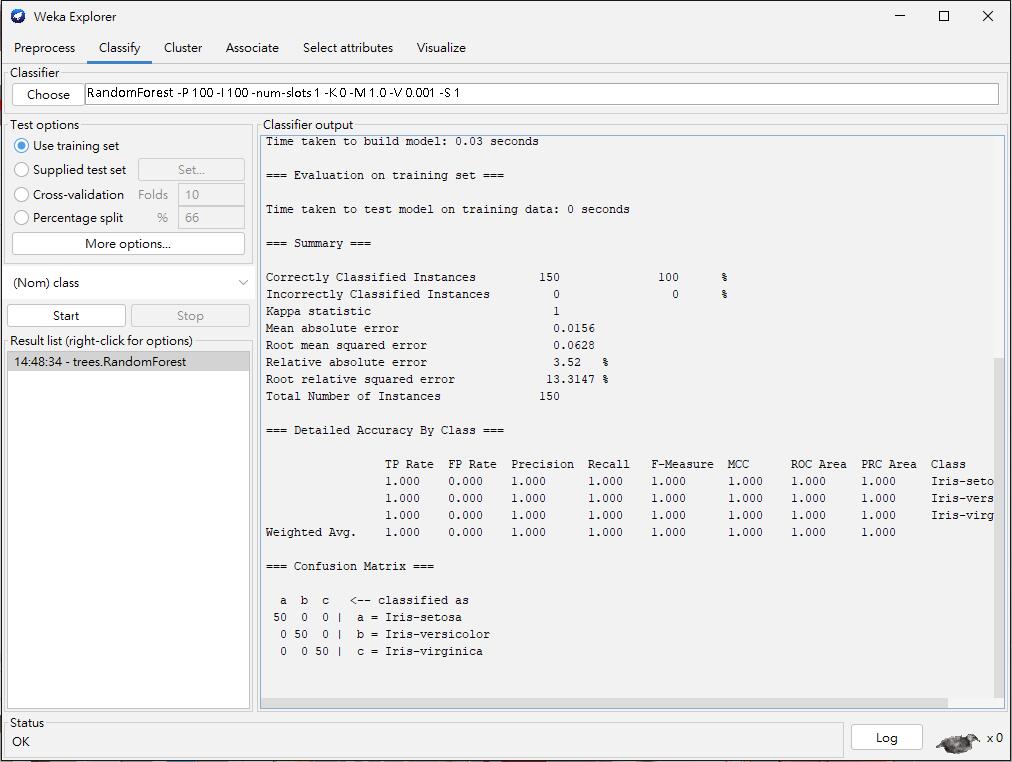 Weka Explorer
Preprocess Classify Cluster Associate Select attributes Visualize
Classifier
Choose RandomForest -P 100 -I 100 -num-slots 1 -K 0 -M 1.0 -V 0.001 -S 1
Test options
Use training set
Supplied test set Set...
Cross-validation Folds 10
Percentage split % 66
More options...
(Nom) class
Start Stop
Result list (right-click for options)
14:48:34 - trees.RandomForest
Classifier output
Time taken to build model: 0.03 seconds
=== Evaluation on training set ===
Time taken to test model on training data: 0 seconds
=== Summary ===
Correctly Classified Instances 150 100 %
Incorrectly Classified Instances 0 0 %
Kappa statistic 1
Mean absolute error 0.0156
Root mean squared error 0.0628
Relative absolute error 3.52 %
Root relative squared error 13.3147 %
Total Number of Instances 150
=== Detailed Accuracy By Class ===
TP Rate FP Rate Precision Recall F-Measure MCC ROC Area PRC Area Class
1.000 0.000 1.000 1.000 1.000 1.000 1.000 1.000 Iris-seto
1.000 0.000 1.000 1.000 1.000 1.000 1.000 1.000 Iris-vers
1.000 0.000 1.000 1.000 1.000 1.000 1.000 1.000 Iris-virg
Weighted Avg. 1.000 0.000 1.000 1.000 1.000 1.000 1.000 1.000
=== Confusion Matrix ===
a b c <-- classified as
50 0 0 | a = Iris-setosa
0 50 0 | b = Iris-versicolor
0 0 50 | c = Iris-virginica
Status
OK
Log x 0